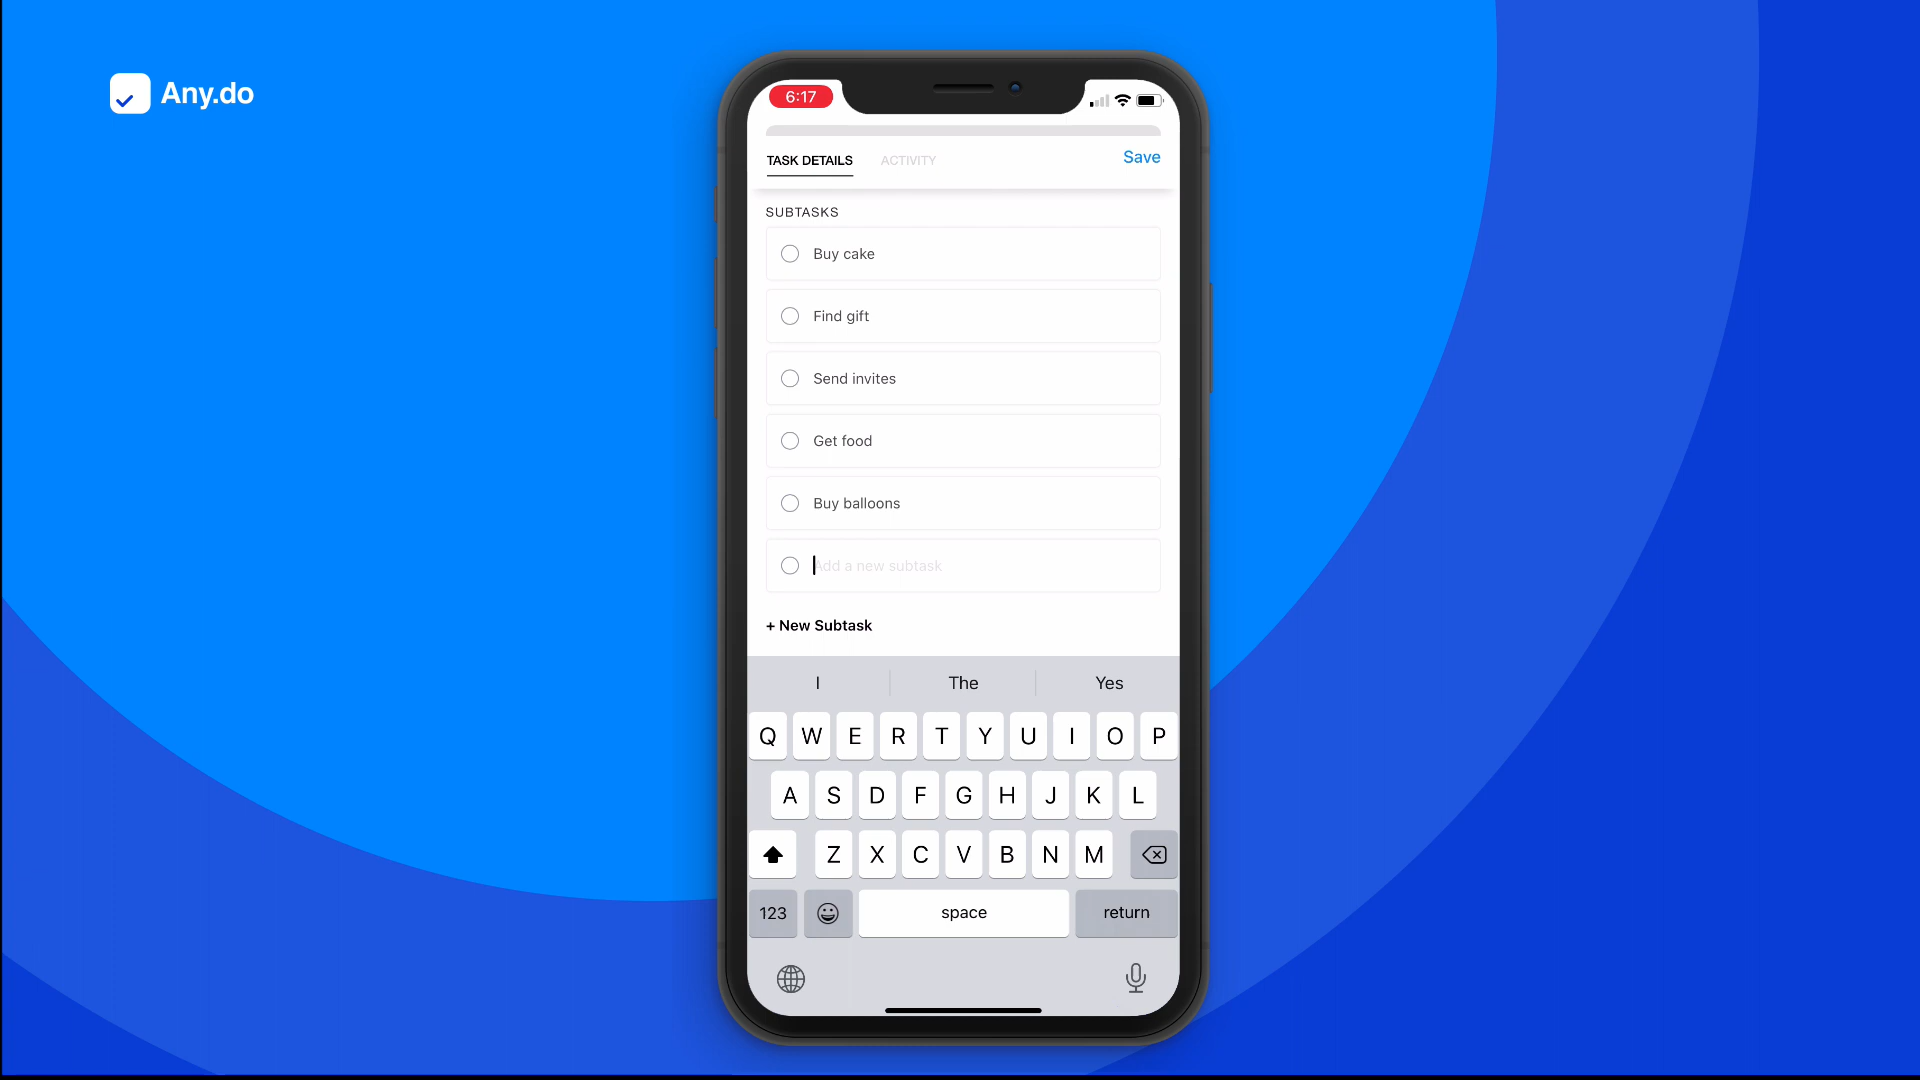 Any.do
6:17
TASK DETAILS ACTIVITY Save
SUBTASKS
Buy cake
Find gift
Send invites
Get food
Buy balloons
Add a new subtask
+ New Subtask
I The Yes
Q W E R T Y U I O P
A S D F G H J K L
Z X C V B N M
123 space return